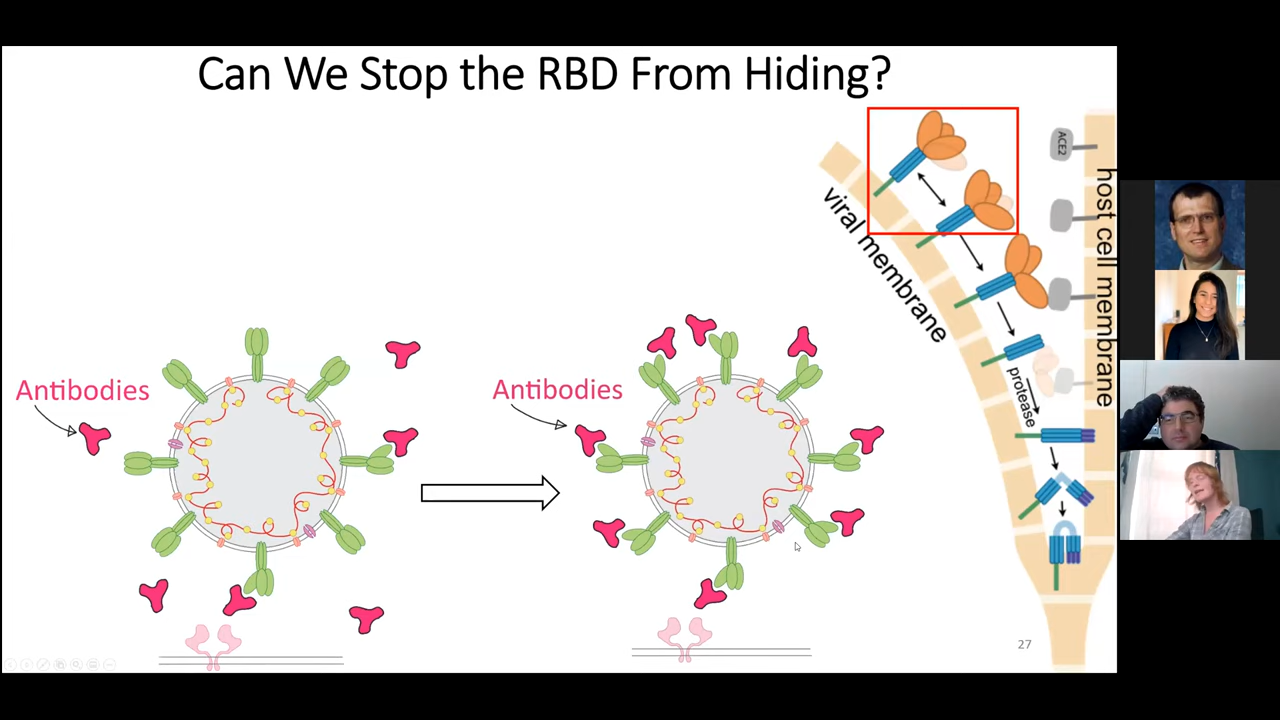 Can We Stop the RBD From Hiding?
ACE2
host cell membrane
viral membrane
protease
Antibodies
Antibodies
27